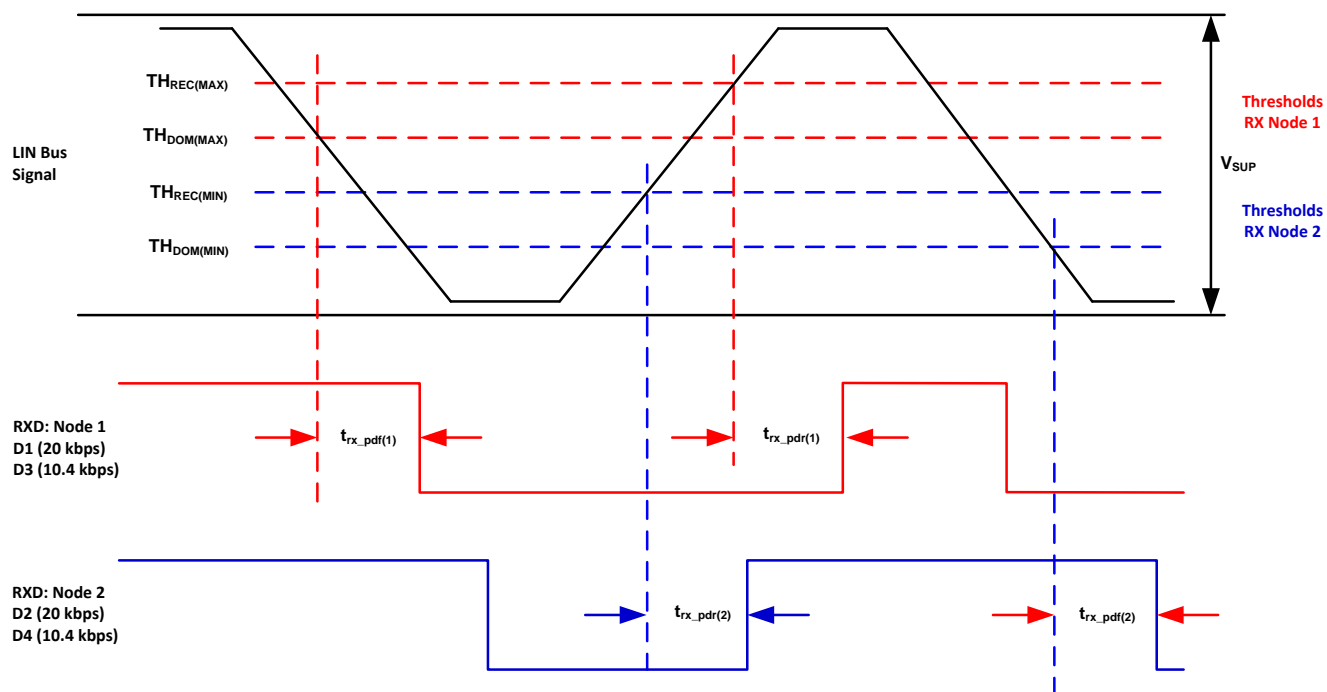 TH_REC(MAX)
TH_DOM(MAX)
TH_REC(MIN)
TH_DOM(MIN)
LIN Bus
Signal
Thresholds
RX Node 1
V_SUP
Thresholds
RX Node 2
RXD: Node 1
D1 (20 kbps)
D3 (10.4 kbps)
t_rx_pdf(1)
t_rx_pdr(1)
RXD: Node 2
D2 (20 kbps)
D4 (10.4 kbps)
t_rx_pdr(2)
t_rx_pdf(2)